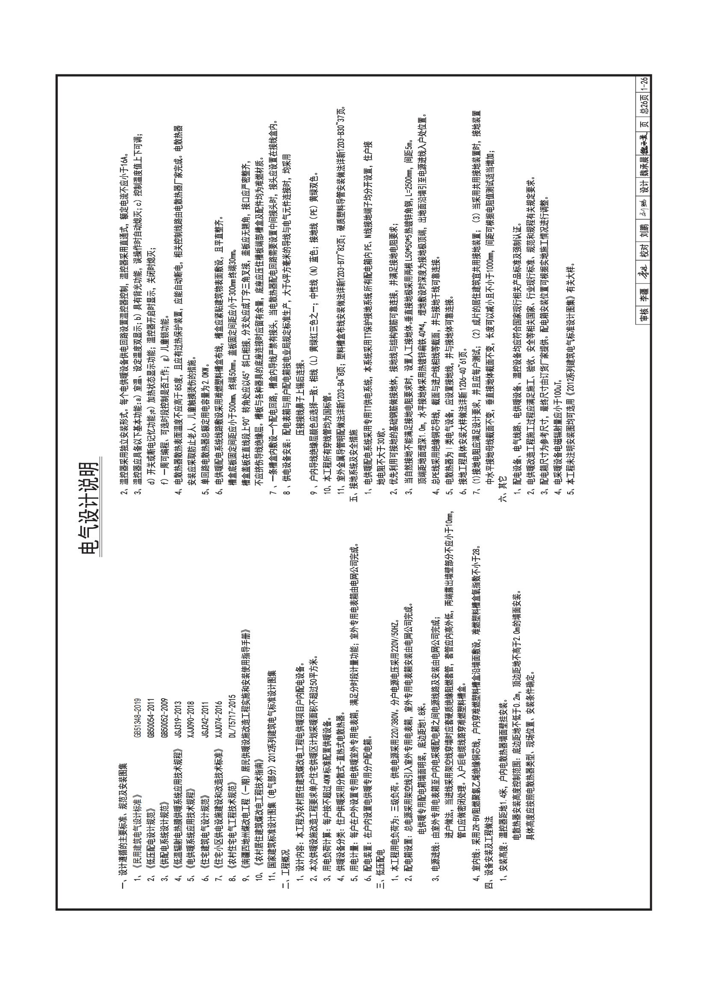 电气设计说明
一、设计遵循的主要标准、规范及安装图集
1、《民用建筑电气设计标准》 GB51348-2019
2、《低压配电设计规范》 GB50054-2011
3、《供配电系统设计规范》 GB50052-2009
4、《低温辐射电热膜供暖系统应用技术规程》 JGJ319-2013
5、《电供暖系统应用技术规程》 XJJ090-2018
6、《住宅建筑电气设计规范》 JGJ242-2011
7、《住宅小区供电设施建设和改造技术标准》 XJJ074-2016
8、《农村住宅电气工程技术规范》 DL/T5717-2015
9、《南疆四地州煤改电工程（一期）居民供暖设施改造工程实施和安装使用指导手册》
10、《农村居住建筑煤改电工程技术指南》
11、国家建筑标准设计图集（电气部分）2012系列建筑电气标准设计图集
二、工程概况
1、设计内容：本工程为农村居住建筑煤改电工程电供暖项目户内配电设备。
2、本次供暖设施改造工程要求单户住宅供暖区计划采暖面积不超过50平方米。
3、用电负荷计算：每户按不超过4KW标准配置供暖设备。
4、供暖设备分类：住户供暖采用分散式-直热式电散热器。
5、用电计量：每户在户外设置专用电供暖室外专用电表箱，满足分时段计量功能；室外专用电表箱由电网公司完成。
6、配电装置：在户内设置电供暖专用分户配电箱。
三、低压配电
1、本工程用电负荷为：三级负荷。供电电源采用220/380V。分户电源电压采用220V/50HZ。
2、配电箱设置：总电源采用架空线引入室外专用电表箱，室外专用电表箱安装由电网公司完成。
电供暖专用配电箱墙面明装，底边距地1.8米。
3、电源进线：由室外专用电表箱至户内电采暖配电箱之间电源线路及安装由电网公司完成；
进户做法，当进线采用架空线穿墙时应套硬质绝缘阻燃套管，套管应内高外低，两端露出墙壁部分不应小于10mm，
管口应做密闭处理。入户后电缆线路穿难燃塑料槽盒。
4、室内线：采用ZR-BV阻燃聚氯乙烯绝缘铜芯线，户内穿难燃塑料槽盒沿墙面敷设，难燃塑料槽盒氧指数不小于28。
四、设备安装及工程做法
1、安装高度：温控器距地1.4米，户内电散热器墙面壁挂安装。
电散热器安装高度控制范围：底边距地不低于0.2m，顶边距地不高于2.0m的墙面安装。
具体高度应按照电散热器类型、现场位置、安装条件确定。
2、温控器采用独立安装形式。每个电供暖设备供电回路设置温控器控制，温控器采用直通式，额定电流不应小于16A。
3、温控器应具备以下基本功能:a）室温、设定温度双显示;b）具有背光功能，误操作时自动熄灭;c）控制温度值上下可调；
d）开关或断电记忆功能;e）加热状态显示功能；温控器开启时显示，关闭时熄灭；
f）一周可编程、可选时段控制是否工作；g）儿童锁功能。
4、电散热器散热表面温度不应高于85度，且应有过热保护装置，应能自动断电，相关控制线路由电散热器厂家完成。电散热器
安装应采取防止老人、儿童触摸烫伤的措施。
5、单回路电散热器总额定用电容量为2.0KW。
6、电供暖配电系统线路敷设采用难燃塑料槽盒布线，槽盒应紧贴建筑物表面敷设，且平直整齐。
槽盒底板固定间距应小于500mm、终端50mm。盖板固定间距应小于300mm终端30mm。
槽盒盖板在直线段上90°转角处应以45°斜口相接，分支处应成丁字三角叉接，盖板应无翘角，接口应严密整齐，
不应挤伤导线绝缘层。槽板与各种器具的底座连接时应留有余量，底座应压住槽板端部槽盒及配件均为难燃材质。
7、一条槽盒内敷设一个配电回路，槽盒内导线严禁有接头，当电散热器配电回路需要设置中间接头时，接头应设置在接线盒内。
8、供电设备安装：配电表箱与用户配电箱按电业局规定标准生产，大于6平方毫米的导线与电气元件连接时，均采用
压接接线鼻子上锡后连接。
9、户内导线绝缘层颜色应选择一致：相线（L）黄绿红三色之一；中性线（N）蓝色；接地线（PE）黄绿双色。
10、本工程所有穿线管均为国标管。
11、室外金属导管明配做法详新12D3-B4~8页；塑料槽盒布线安装做法详新12D3-B77~82页；硬质塑料导管安装做法详新12D3-B30~37页。
五、接地系统及安全措施
1、电供暖配电系统采用专用TT供电系统，本系统采用TT保护接地系统所有配电箱内PE、N线接地端子均分开设置，住户接
地电阻不大于30欧。
2、优先利用可接地的基础钢筋做接地体，接地线与结构钢筋可靠连接，并满足接地电阻要求；
3、当自然接地不能满足接地电阻要求时，设置人工接地体。垂直接地极采用两根L50*50*5热镀锌角钢，L=2500mm，间距5m。
顶端距地面埋深1.0m，水平接地体采用热镀锌扁铁40*4，埋地敷设时深度为接地极顶端，出地面沿墙引至电源进线入户处位置。
4、总PE线采用绝缘铜芯导线，截面与进户线相线等截面，并与接地干线可靠连接。
5、电散热器为Ⅰ类电气设备，应设置接地线，并与接地体可靠连接。
6、接地工程具体安装大样做法详新12D6-40~61页。
7、(1)接地电阻应满足设计要求，并且应每户测试；（2）成片的居住建筑宜共用接地装置；（3）当采用共用接地装置时，接地装置
中水平接地母线截面不变，垂直接地体截面不变，长度可以减小且不小于1000mm，间距可根据电阻值测试适当增加；
六、其它
1、配电设备、电气线路、电供暖设备、温控设备均应符合国家现行相关产品标准及强制认证。
2、电供暖改造工程施工过程应满足施工、验收、安全等相关国家、行业现行标准、规范和规程有关规定要求。
3、配电箱尺寸为参考尺寸，最终尺寸由订货厂家提供。配电箱安装位置可根据实地施工情况进行调整。
4、电采暖设备电磁辐射量应小于100uT。
5、本工程未注明安装图均可选用《2012系列建筑电气标准设计图集》有关大样。
审核 李疆 校对 刘鹏 设计 魏承晨 页 总26页 1-26